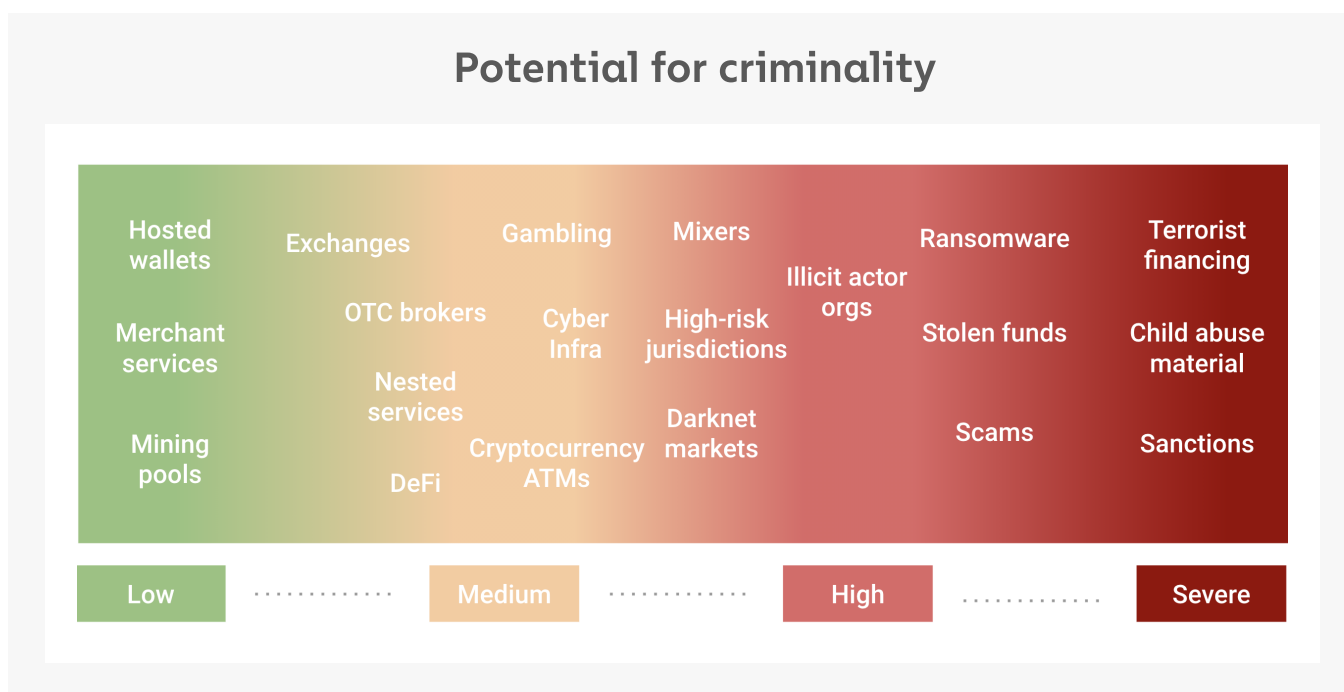 Potential for criminality
Hosted
wallets
Merchant
services
Mining
pools
Exchanges
OTC brokers
Nested
services
DeFi
Gambling
Cyber
Infra
Cryptocurrency
ATMs
Mixers
High-risk
jurisdictions
Darknet
markets
Illicit actor
orgs
Ransomware
Stolen funds
Scams
Terrorist
financing
Child abuse
material
Sanctions
Low
Medium
High
Severe